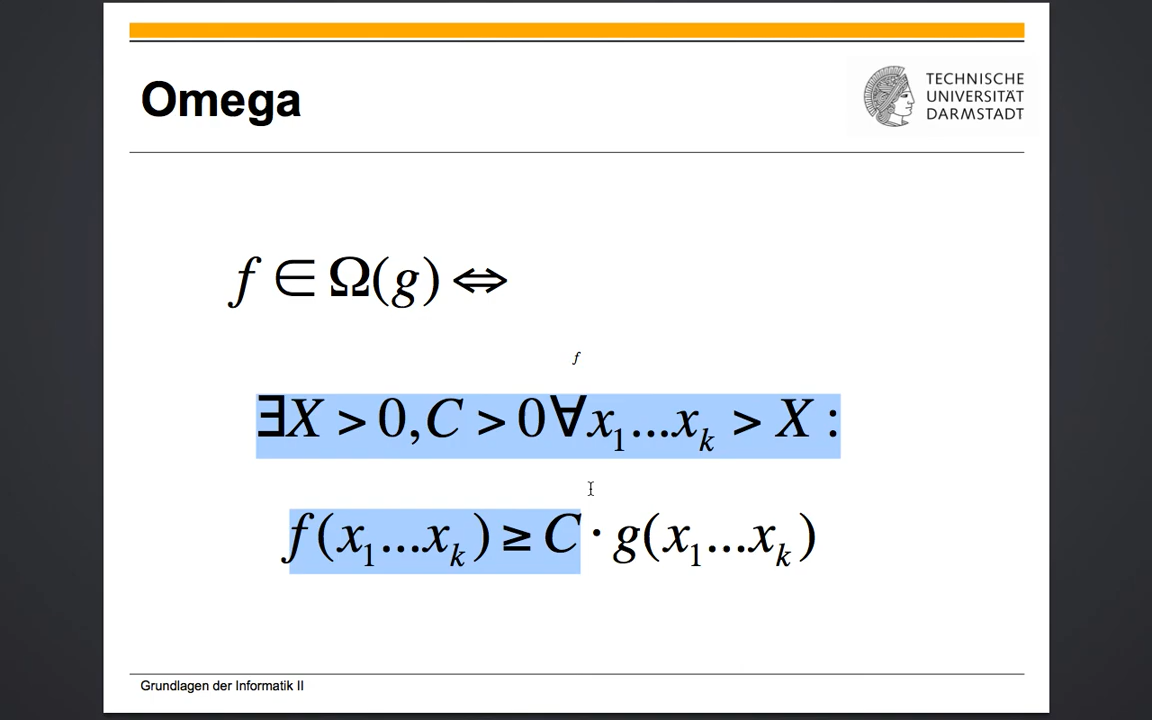 Omega
TECHNISCHE
UNIVERSITÄT
DARMSTADT
f ∈ Ω(g) ⇔
f
∃X > 0, C > 0 ∀x₁...xₖ > X :
f(x₁...xₖ) ≥ C · g(x₁...xₖ)
Grundlagen der Informatik II